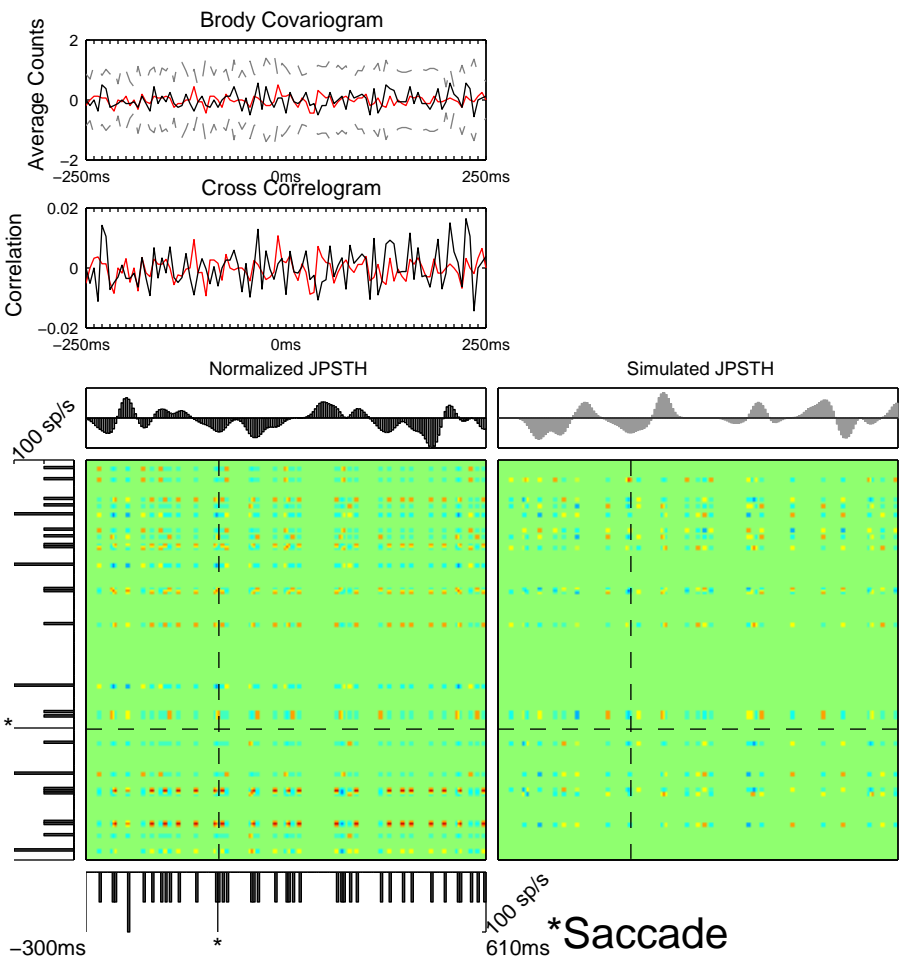 Brody Covariogram
Average Counts
2
0
−2
−250ms
0ms
250ms
Cross Correlogram
Correlation
0.02
0
−0.02
−250ms
0ms
250ms
Normalized JPSTH
Simulated JPSTH
100 sp/s
*
100 sp/s
−300ms
*
610ms
*Saccade